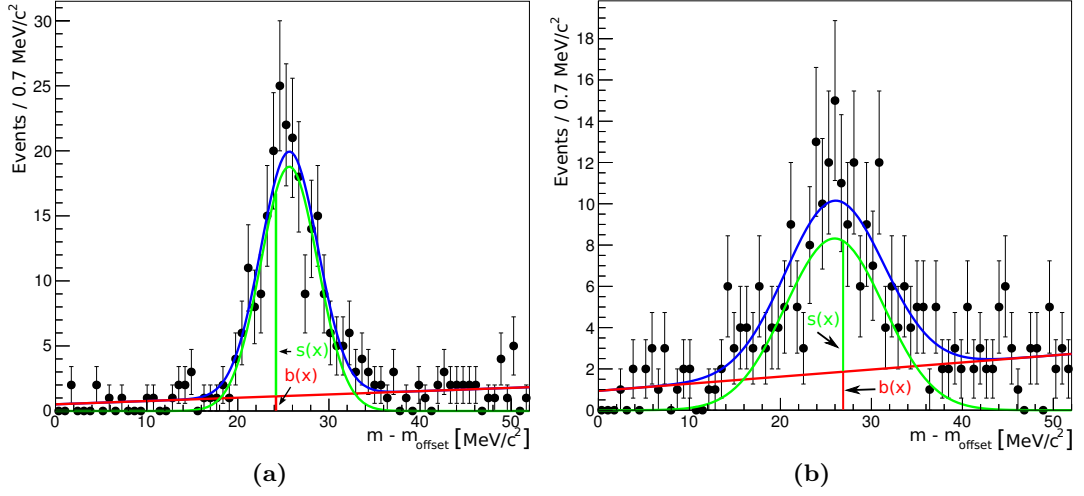 Events / 0.7 MeV/c²
30
25
20
15
10
5
0
0 10 20 30 40 50
s(x)
b(x)
m - m_offset [MeV/c²]
(a)
Events / 0.7 MeV/c²
18
16
14
12
10
8
6
4
2
0
0 10 20 30 40 50
s(x)
b(x)
m - m_offset [MeV/c²]
(b)